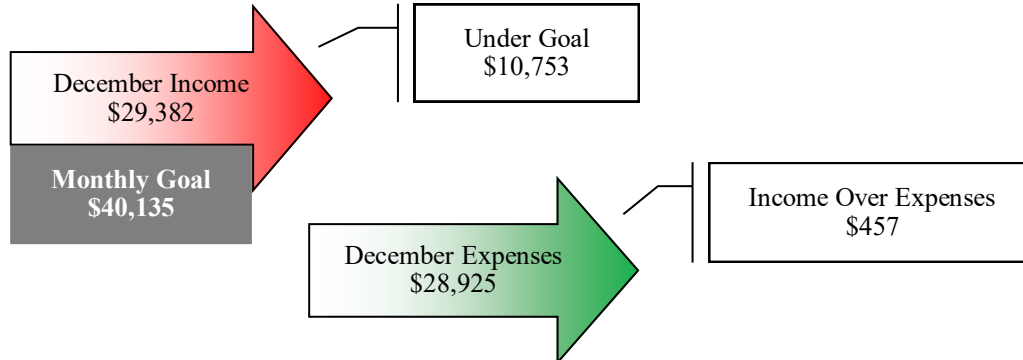 Under Goal
$10,753
December Income
$29,382
Monthly Goal
$40,135
Income Over Expenses
$457
December Expenses
$28,925